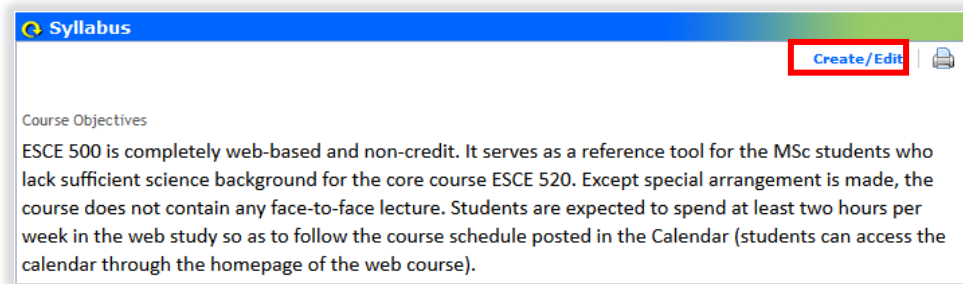 Syllabus
Create/Edit
Course Objectives
ESCE 500 is completely web-based and non-credit. It serves as a reference tool for the MSc students who
lack sufficient science background for the core course ESCE 520. Except special arrangement is made, the
course does not contain any face-to-face lecture. Students are expected to spend at least two hours per
week in the web study so as to follow the course schedule posted in the Calendar (students can access the
calendar through the homepage of the web course).